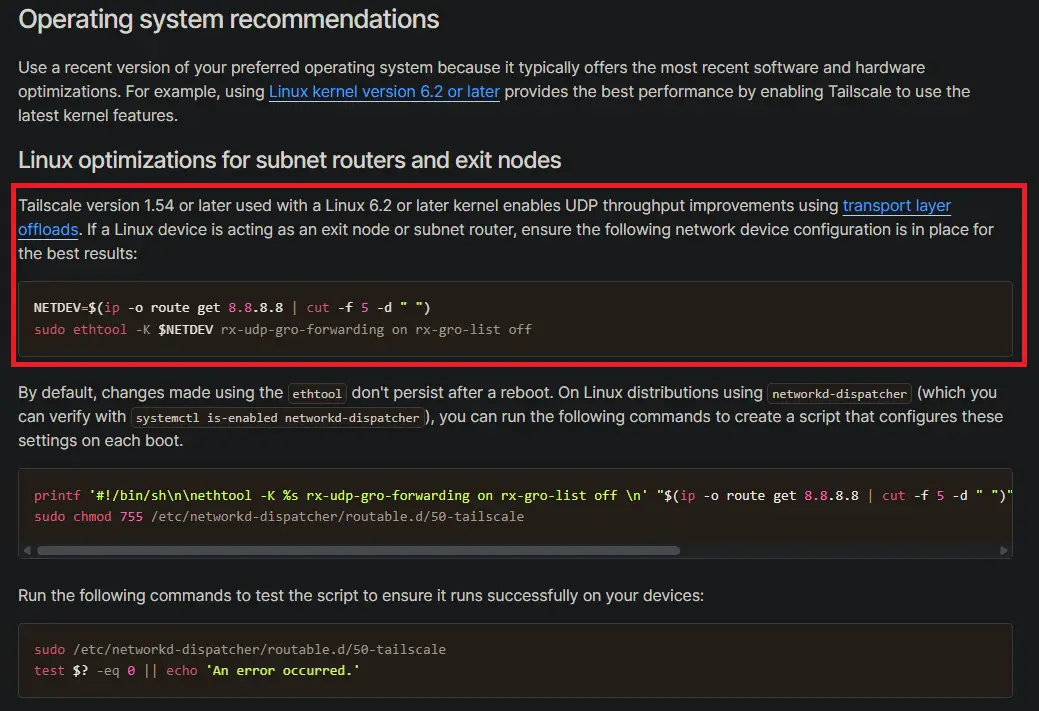 Operating system recommendations
Use a recent version of your preferred operating system because it typically offers the most recent software and hardware
optimizations. For example, using Linux kernel version 6.2 or later provides the best performance by enabling Tailscale to use the
latest kernel features.
Linux optimizations for subnet routers and exit nodes
Tailscale version 1.54 or later used with a Linux 6.2 or later kernel enables UDP throughput improvements using transport layer
offloads. If a Linux device is acting as an exit node or subnet router, ensure the following network device configuration is in place for
the best results:
NETDEV=$(ip -o route get 8.8.8.8 | cut -f 5 -d " ")
sudo ethtool -K $NETDEV rx-udp-gro-forwarding on rx-gro-list off
By default, changes made using the ethtool don't persist after a reboot. On Linux distributions using networkd-dispatcher (which you
can verify with systemctl is-enabled networkd-dispatcher), you can run the following commands to create a script that configures these
settings on each boot.
printf '#!/bin/sh\n\nethtool -K %s rx-udp-gro-forwarding on rx-gro-list off \n' "$(ip -o route get 8.8.8.8 | cut -f 5 -d " ")"
sudo chmod 755 /etc/networkd-dispatcher/routable.d/50-tailscale
Run the following commands to test the script to ensure it runs successfully on your devices:
sudo /etc/networkd-dispatcher/routable.d/50-tailscale
test $? -eq 0 || echo 'An error occurred.'